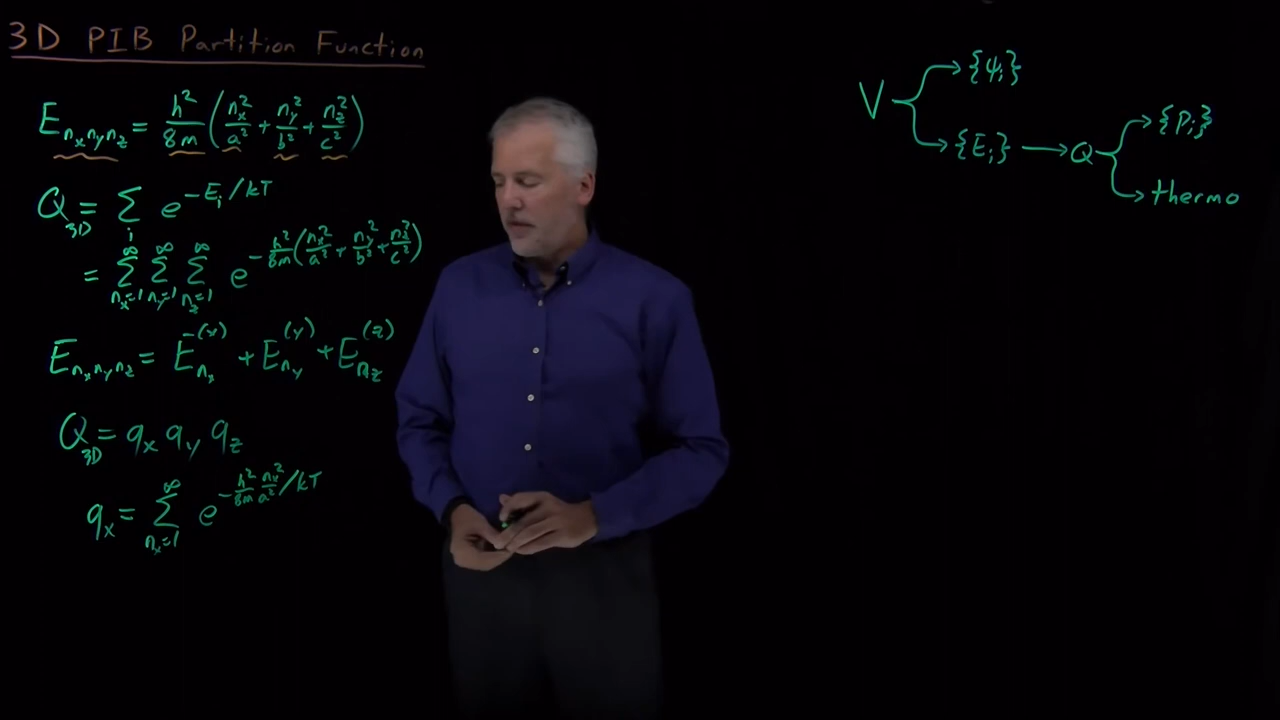 3D PIB Partition Function
E_{n_x n_y n_z} = h²/8m (n_x²/a² + n_y²/b² + n_z²/c²)
Q_{3D} = Σ_i e^{-E_i/kT}
= Σ_{n_x=1}^∞ Σ_{n_y=1}^∞ Σ_{n_z=1}^∞ e^{-h²/8m (n_x²/a² + n_y²/b² + n_z²/c²)}
E_{n_x n_y n_z} = E_{n_x}^{(x)} + E_{n_y}^{(y)} + E_{n_z}^{(z)}
Q_{3D} = q_x q_y q_z
q_x = Σ_{n_x=1}^∞ e^{-h²/8m n_x²/a² /kT}
V → {ψ_i}
→ {E_i} → Q → {P_i}
→ thermo